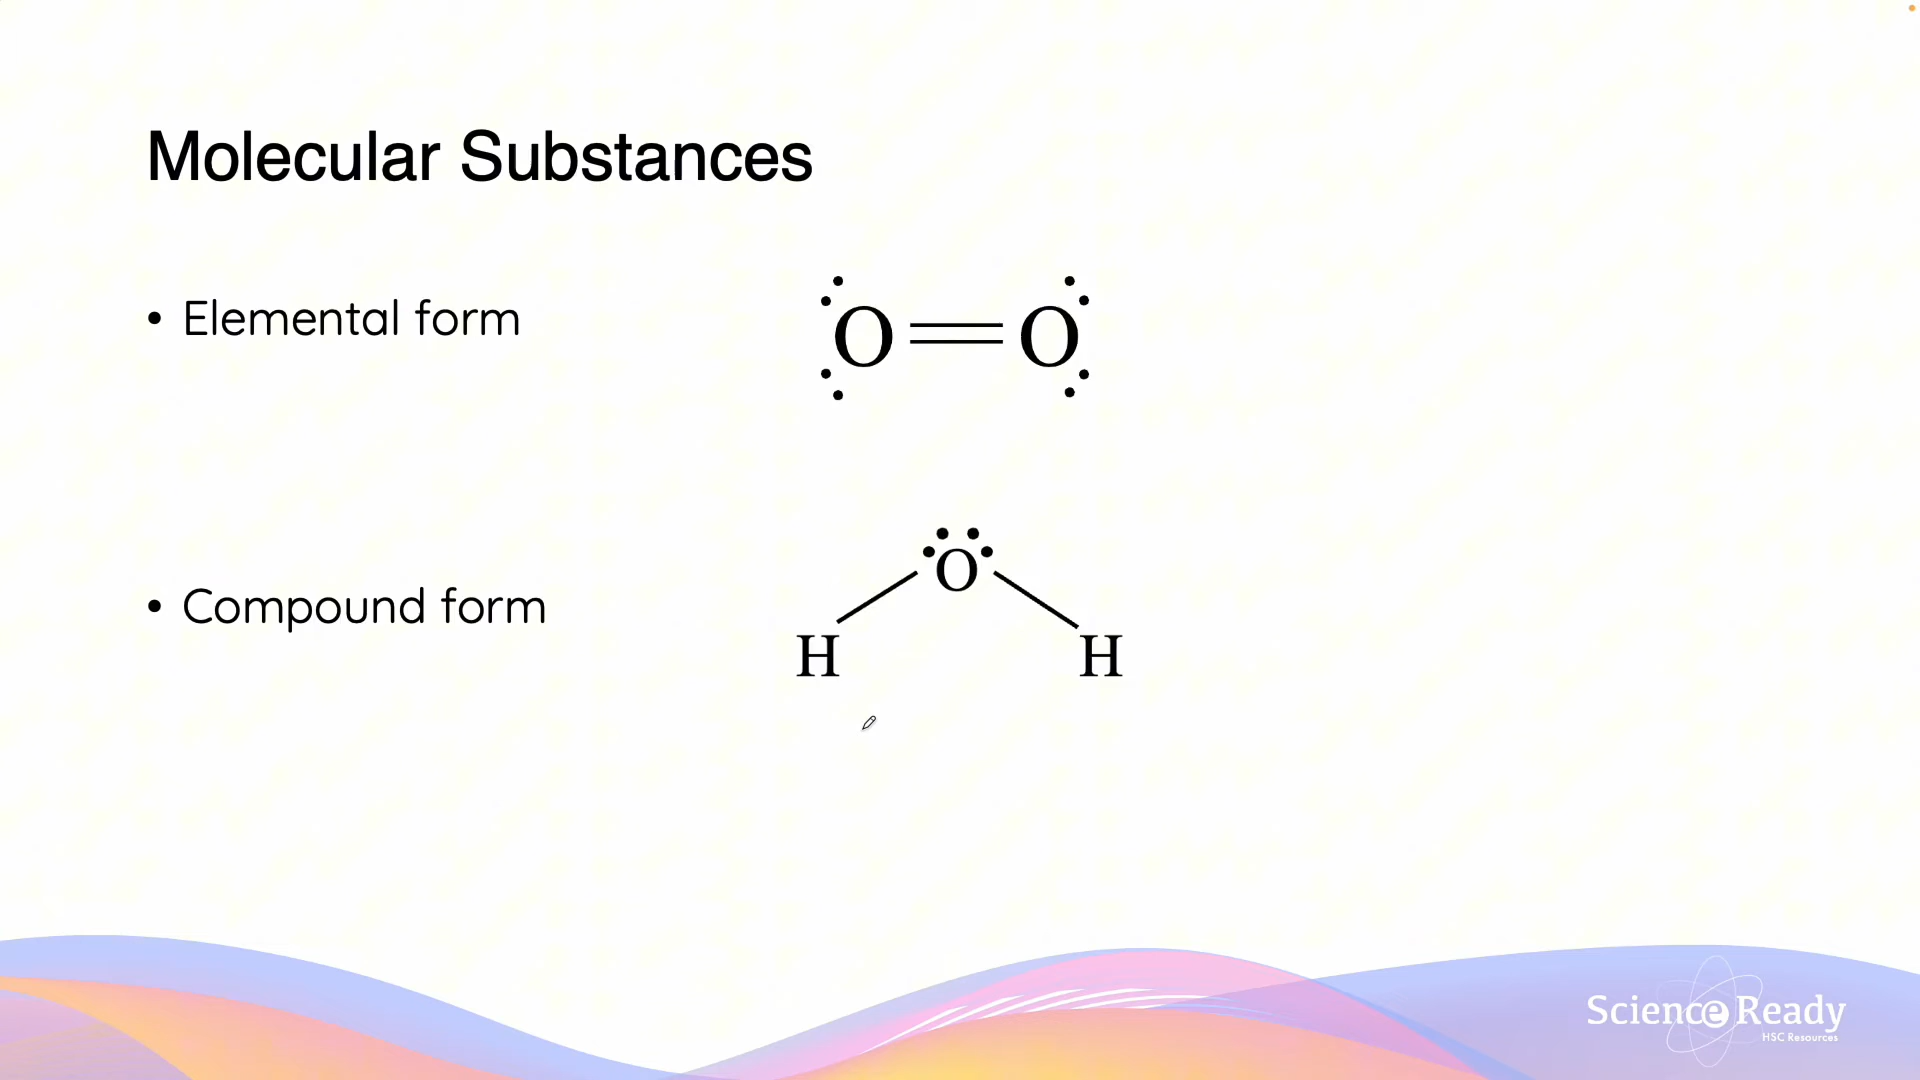 Molecular Substances
• Elemental form
O O
• Compound form
O
H H
Science Ready
HSC Resources